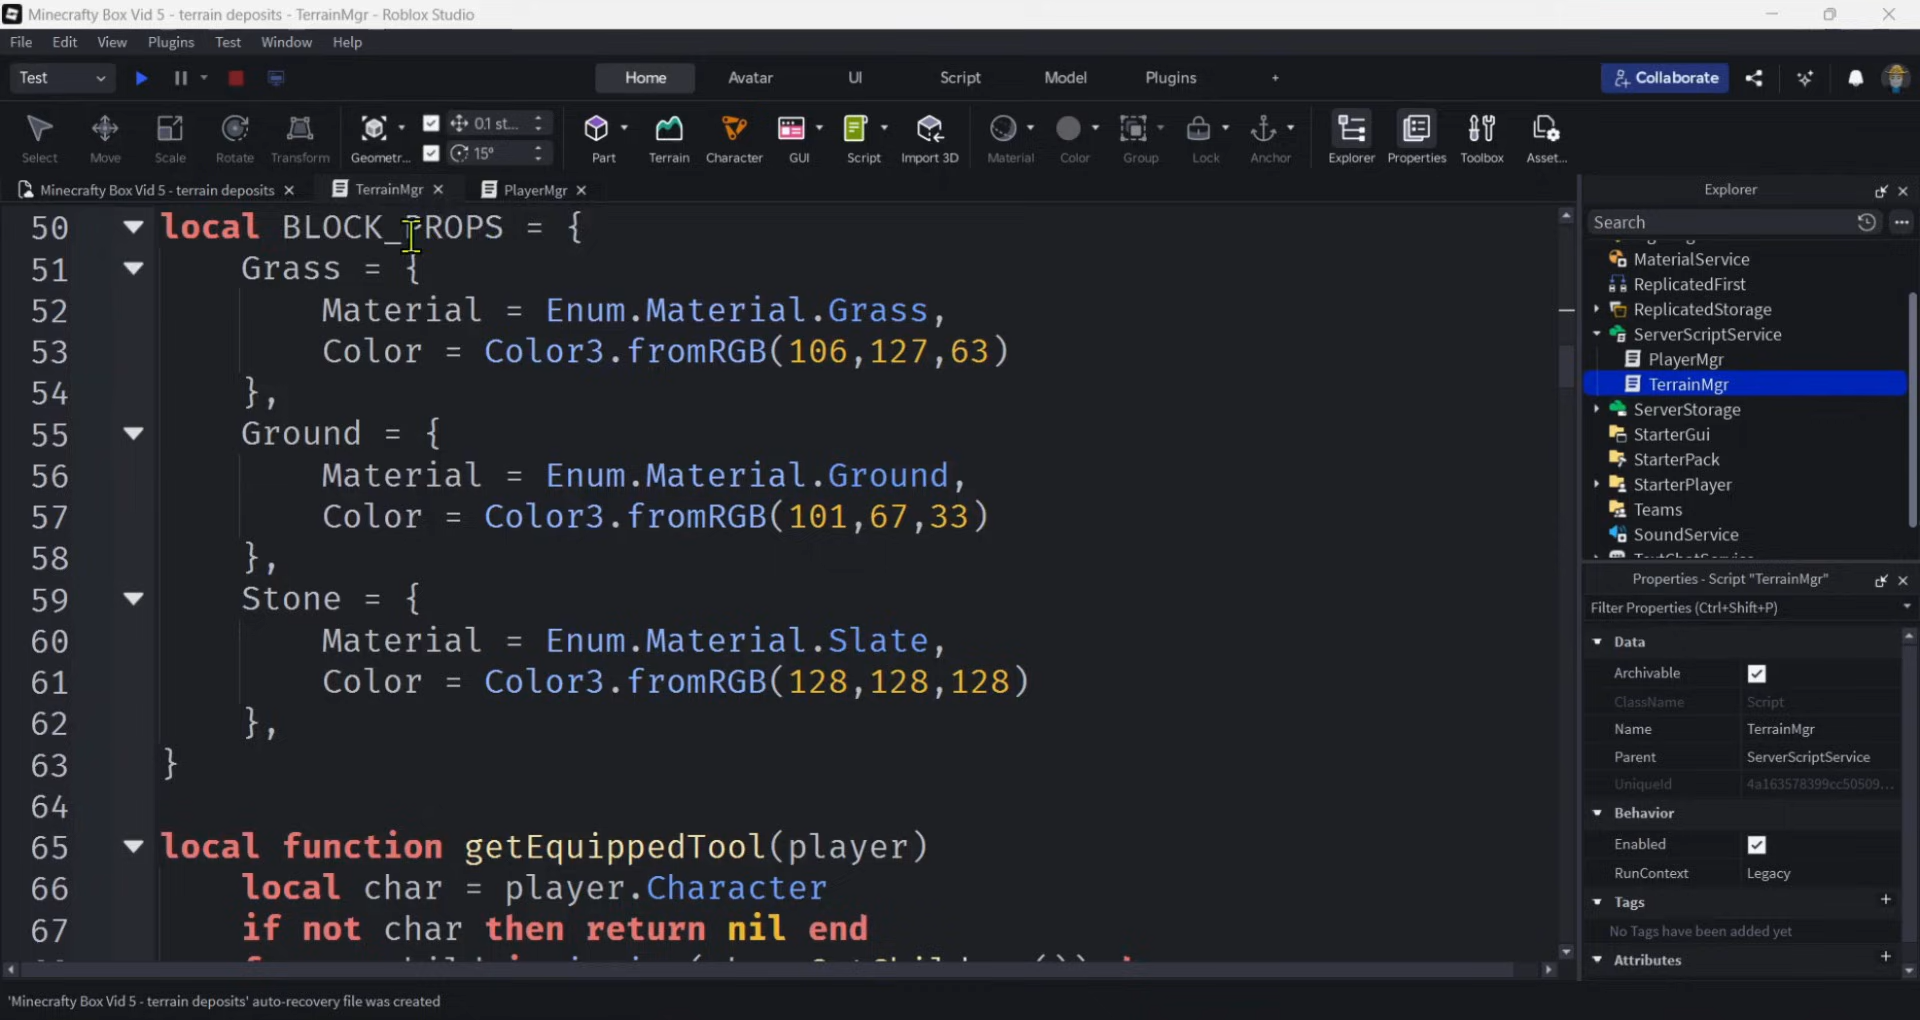 Minecrafty Box Vid 5 - terrain deposits - TerrainMgr - Roblox Studio
File Edit View Plugins Test Window Help
Test Home Avatar UI Script Model Plugins + Collaborate
0.1 st...
15°
Select Move Scale Rotate Transform Geometr... Part Terrain Character GUI Script Import 3D Material Color Group Lock Anchor Explorer Properties Toolbox Asset...
Minecrafty Box Vid 5 - terrain deposits × TerrainMgr × PlayerMgr ×
50 local BLOCK_PROPS = {
51 Grass = {
52 Material = Enum.Material.Grass,
53 Color = Color3.fromRGB(106,127,63)
54 },
55 Ground = {
56 Material = Enum.Material.Ground,
57 Color = Color3.fromRGB(101,67,33)
58 },
59 Stone = {
60 Material = Enum.Material.Slate,
61 Color = Color3.fromRGB(128,128,128)
62 },
63 }
64
65 local function getEquippedTool(player)
66 local char = player.Character
67 if not char then return nil end
Explorer
Search
MaterialService
ReplicatedFirst
ReplicatedStorage
ServerScriptService
PlayerMgr
TerrainMgr
ServerStorage
StarterGui
StarterPack
StarterPlayer
Teams
SoundService
Properties - Script "TerrainMgr"
Filter Properties (Ctrl+Shift+P)
Data
Archivable
ClassName Script
Name TerrainMgr
Parent ServerScriptService
UniqueId 4a163578399cc50509...
Behavior
Enabled
RunContext Legacy
Tags +
No Tags have been added yet
Attributes +
'Minecrafty Box Vid 5 - terrain deposits' auto-recovery file was created